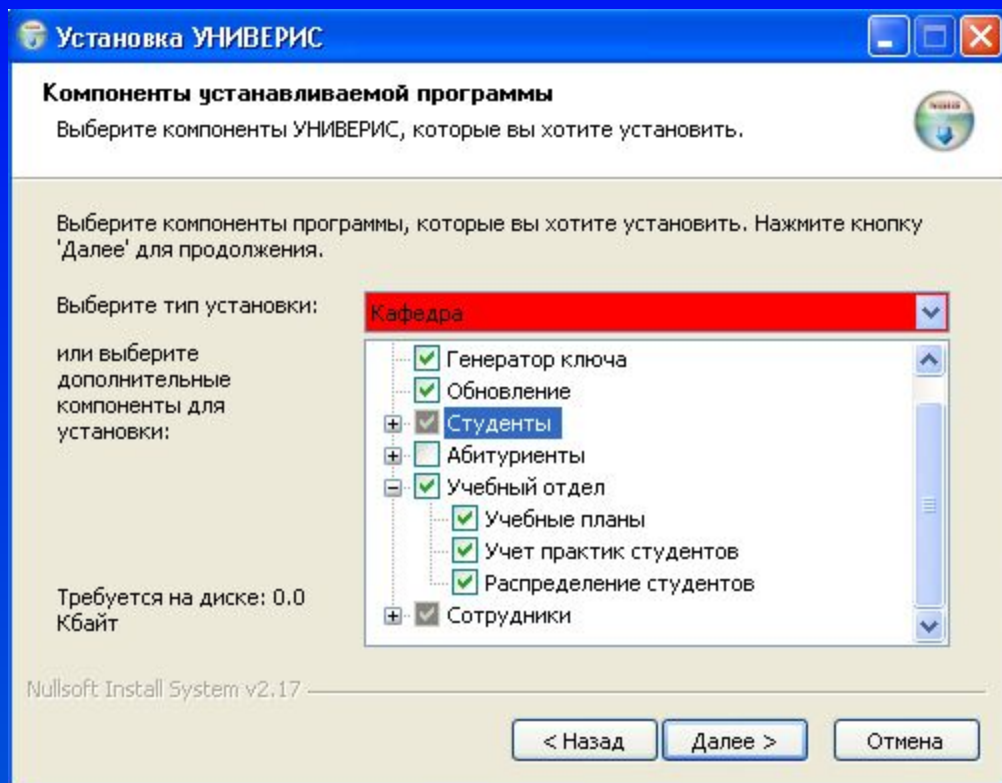 Установка УНИВЕРИС
Компоненты устанавливаемой программы
Выберите компоненты УНИВЕРИС, которые вы хотите установить.
Выберите компоненты программы, которые вы хотите установить. Нажмите кнопку
'Далее' для продолжения.
Выберите тип установки:
Кафедра
или выберите
дополнительные
компоненты для
установки:
Генератор ключа
Обновление
Студенты
Абитуриенты
Учебный отдел
Учебные планы
Учет практик студентов
Распределение студентов
Сотрудники
Требуется на диске: 0.0
Кбайт
Nullsoft Install System v2.17
< Назад
Далее >
Отмена